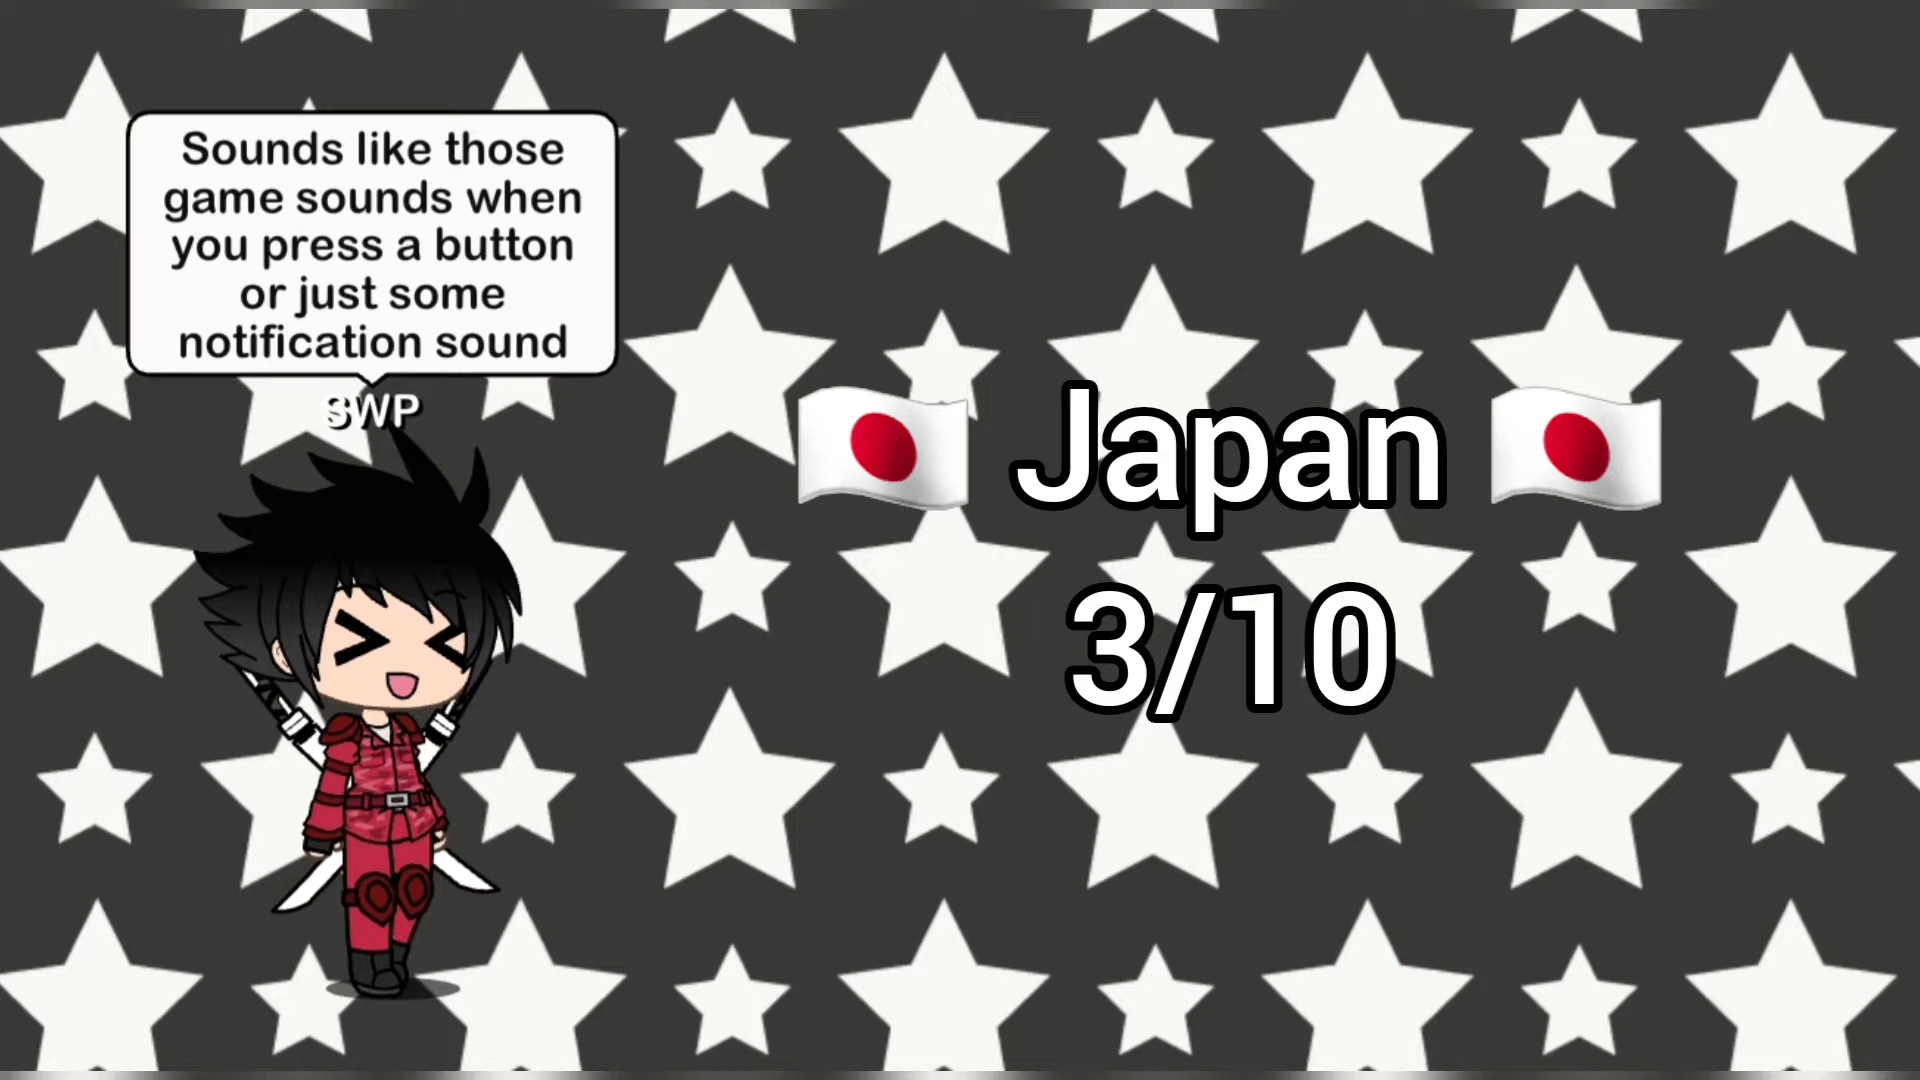 Sounds like those
game sounds when
you press a button
or just some
notification sound
SWP
Japan
3/10